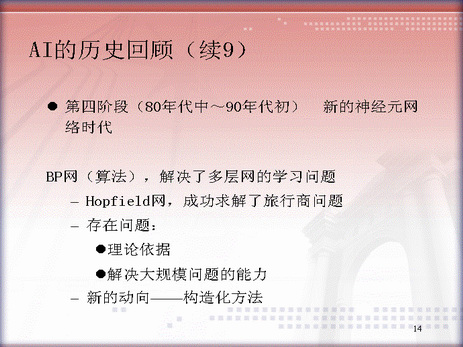 AI的历史回顾（续9）
● 第四阶段（80年代中～90年代初） 新的神经元网
络时代
BP网（算法），解决了多层网的学习问题
– Hopfield网，成功求解了旅行商问题
– 存在问题：
●理论依据
●解决大规模问题的能力
– 新的动向——构造化方法
14